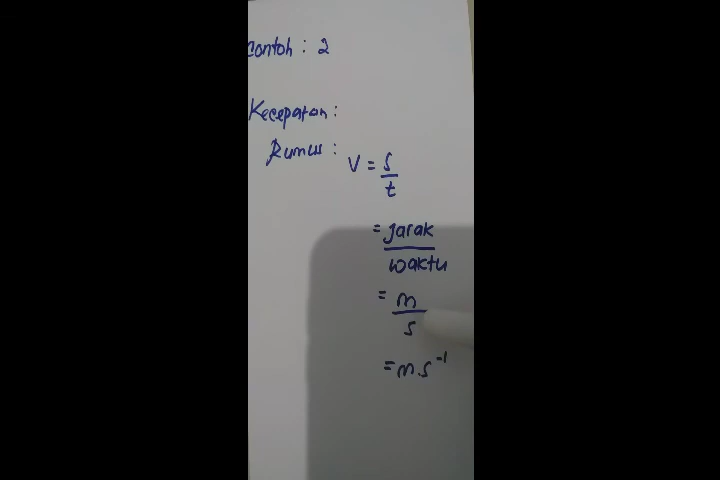 Contoh : 2
Kecepatan :
Rumus :
V = s/t
= jarak/waktu
= m/s
= m.s⁻¹